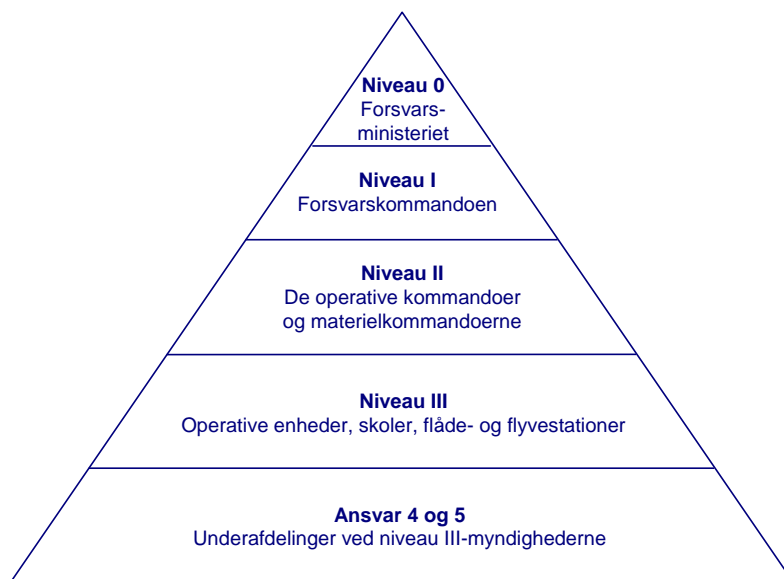 Niveau 0
Forsvars-
ministeriet
Niveau I
Forsvarskommandoen
Niveau II
De operative kommandoer
og materielkommandoerne
Niveau III
Operative enheder, skoler, flåde- og flyvestationer
Ansvar 4 og 5
Underafdelinger ved niveau III-myndighederne